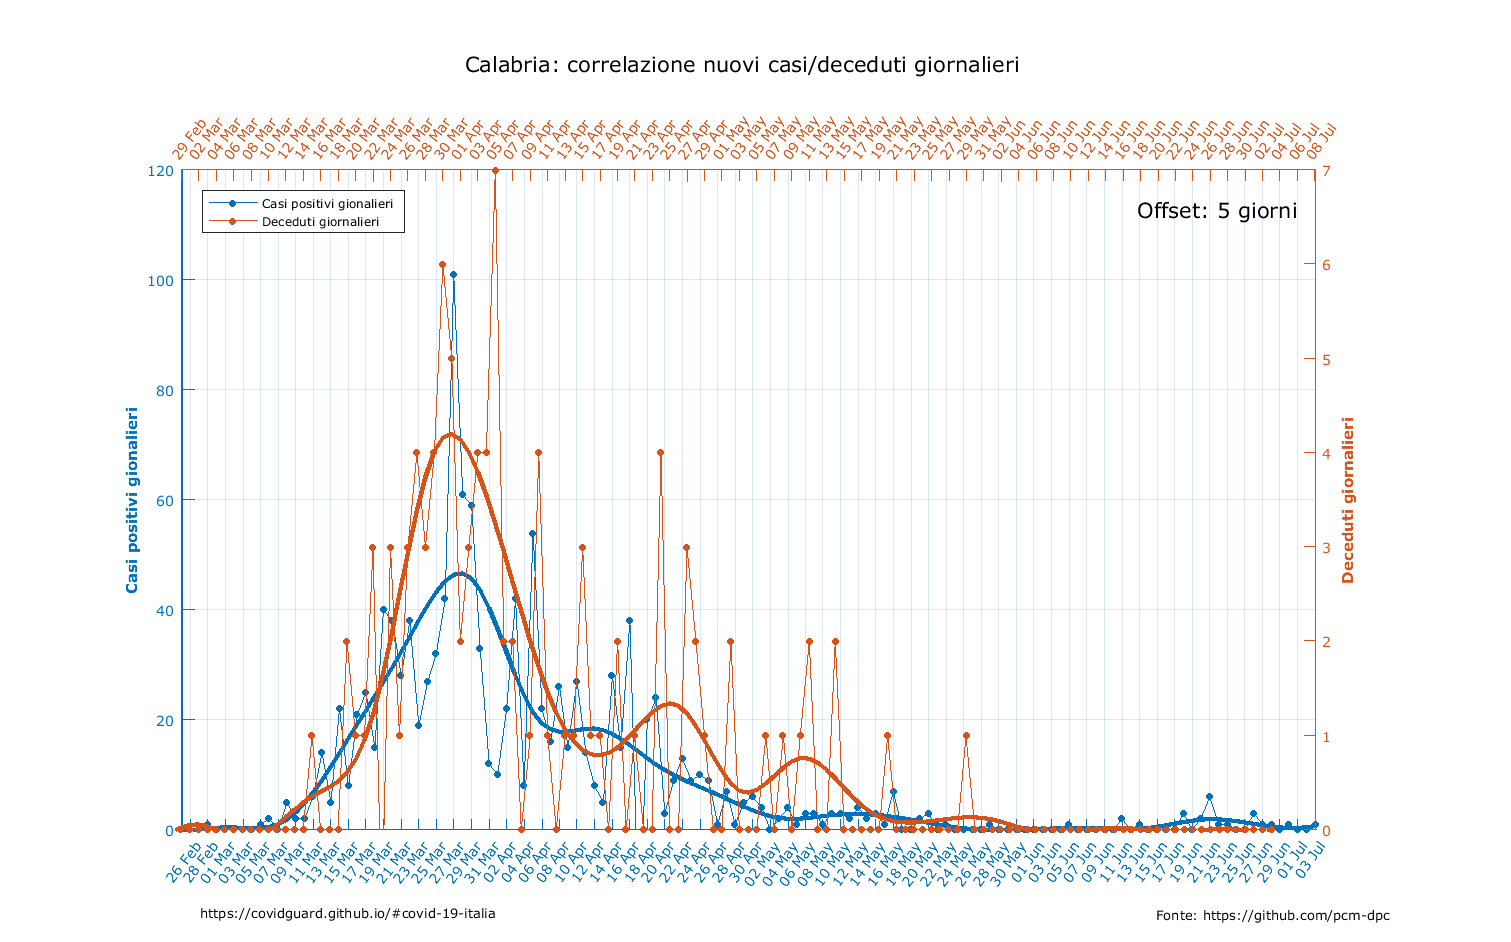 Calabria: correlazione nuovi casi/deceduti giornalieri
29 Feb
02 Mar
04 Mar
06 Mar
08 Mar
10 Mar
12 Mar
14 Mar
16 Mar
18 Mar
20 Mar
22 Mar
24 Mar
26 Mar
28 Mar
30 Mar
01 Apr
03 Apr
05 Apr
07 Apr
09 Apr
11 Apr
13 Apr
15 Apr
17 Apr
19 Apr
21 Apr
23 Apr
25 Apr
27 Apr
29 Apr
01 May
03 May
05 May
07 May
09 May
11 May
13 May
15 May
17 May
19 May
21 May
23 May
25 May
27 May
29 May
31 May
02 Jun
04 Jun
06 Jun
08 Jun
10 Jun
12 Jun
14 Jun
16 Jun
18 Jun
20 Jun
22 Jun
24 Jun
26 Jun
28 Jun
30 Jun
02 Jul
04 Jul
06 Jul
08 Jul
Casi positivi gionalieri
Deceduti giornalieri
Offset: 5 giorni
120
100
80
60
40
20
0
Casi positivi gionalieri
7
6
5
4
3
2
1
0
Deceduti giornalieri
26 Feb
28 Feb
01 Mar
03 Mar
05 Mar
07 Mar
09 Mar
11 Mar
13 Mar
15 Mar
17 Mar
19 Mar
21 Mar
23 Mar
25 Mar
27 Mar
29 Mar
31 Mar
02 Apr
04 Apr
06 Apr
08 Apr
10 Apr
12 Apr
14 Apr
16 Apr
18 Apr
20 Apr
22 Apr
24 Apr
26 Apr
28 Apr
30 Apr
02 May
04 May
06 May
08 May
10 May
12 May
14 May
16 May
18 May
20 May
22 May
24 May
26 May
28 May
30 May
01 Jun
03 Jun
05 Jun
07 Jun
09 Jun
11 Jun
13 Jun
15 Jun
17 Jun
19 Jun
21 Jun
23 Jun
25 Jun
27 Jun
29 Jun
01 Jul
03 Jul
https://covidguard.github.io/#covid-19-italia
Fonte: https://github.com/pcm-dpc